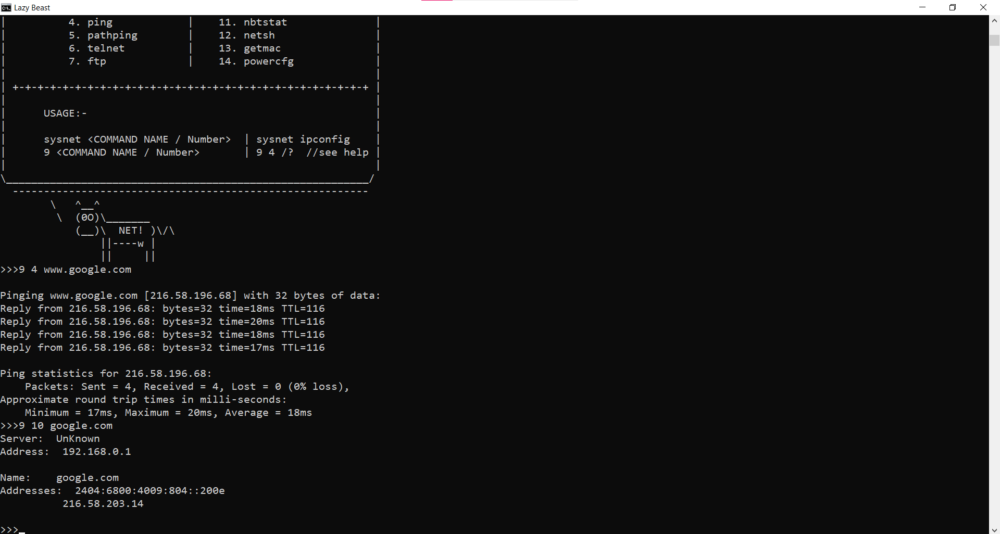 Lazy Beast
|          4. ping            |    11. nbtstat              |
|          5. pathping        |    12. netsh                |
|          6. telnet          |    13. getmac               |
|          7. ftp             |    14. powercfg             |
|                                                           |
| +-+-+-+-+-+-+-+-+-+-+-+-+-+-+-+-+-+-+-+-+-+-+-+-+-+-+-+-+ |
|                                                           |
|      USAGE:-                                              |
|                                                           |
|      sysnet <COMMAND NAME / Number>  | sysnet ipconfig    |
|      9 <COMMAND NAME / Number>       | 9 4 /?  //see help |
|                                                           |
\__________________________________________________________/
  ---------------------------------------------------------
        \   ^__^
         \  (0O)\_______
            (__)\  NET! )\/\
                ||----w |
                ||     ||
>>>9 4 www.google.com

Pinging www.google.com [216.58.196.68] with 32 bytes of data:
Reply from 216.58.196.68: bytes=32 time=18ms TTL=116
Reply from 216.58.196.68: bytes=32 time=20ms TTL=116
Reply from 216.58.196.68: bytes=32 time=18ms TTL=116
Reply from 216.58.196.68: bytes=32 time=17ms TTL=116

Ping statistics for 216.58.196.68:
    Packets: Sent = 4, Received = 4, Lost = 0 (0% loss),
Approximate round trip times in milli-seconds:
    Minimum = 17ms, Maximum = 20ms, Average = 18ms
>>>9 10 google.com
Server:  UnKnown
Address:  192.168.0.1

Name:    google.com
Addresses:  2404:6800:4009:804::200e
          216.58.203.14

>>>_